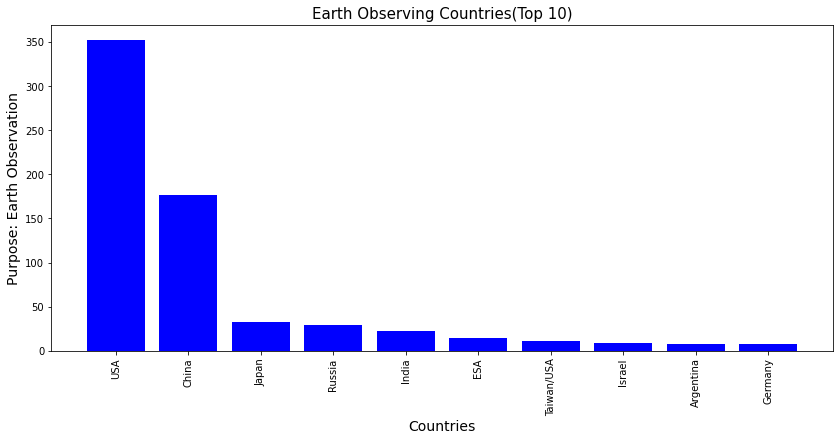 Earth Observing Countries(Top 10)
Purpose: Earth Observation
350
300
250
200
150
100
50
0
USA
China
Japan
Russia
India
ESA
Taiwan/USA
Israel
Argentina
Germany
Countries